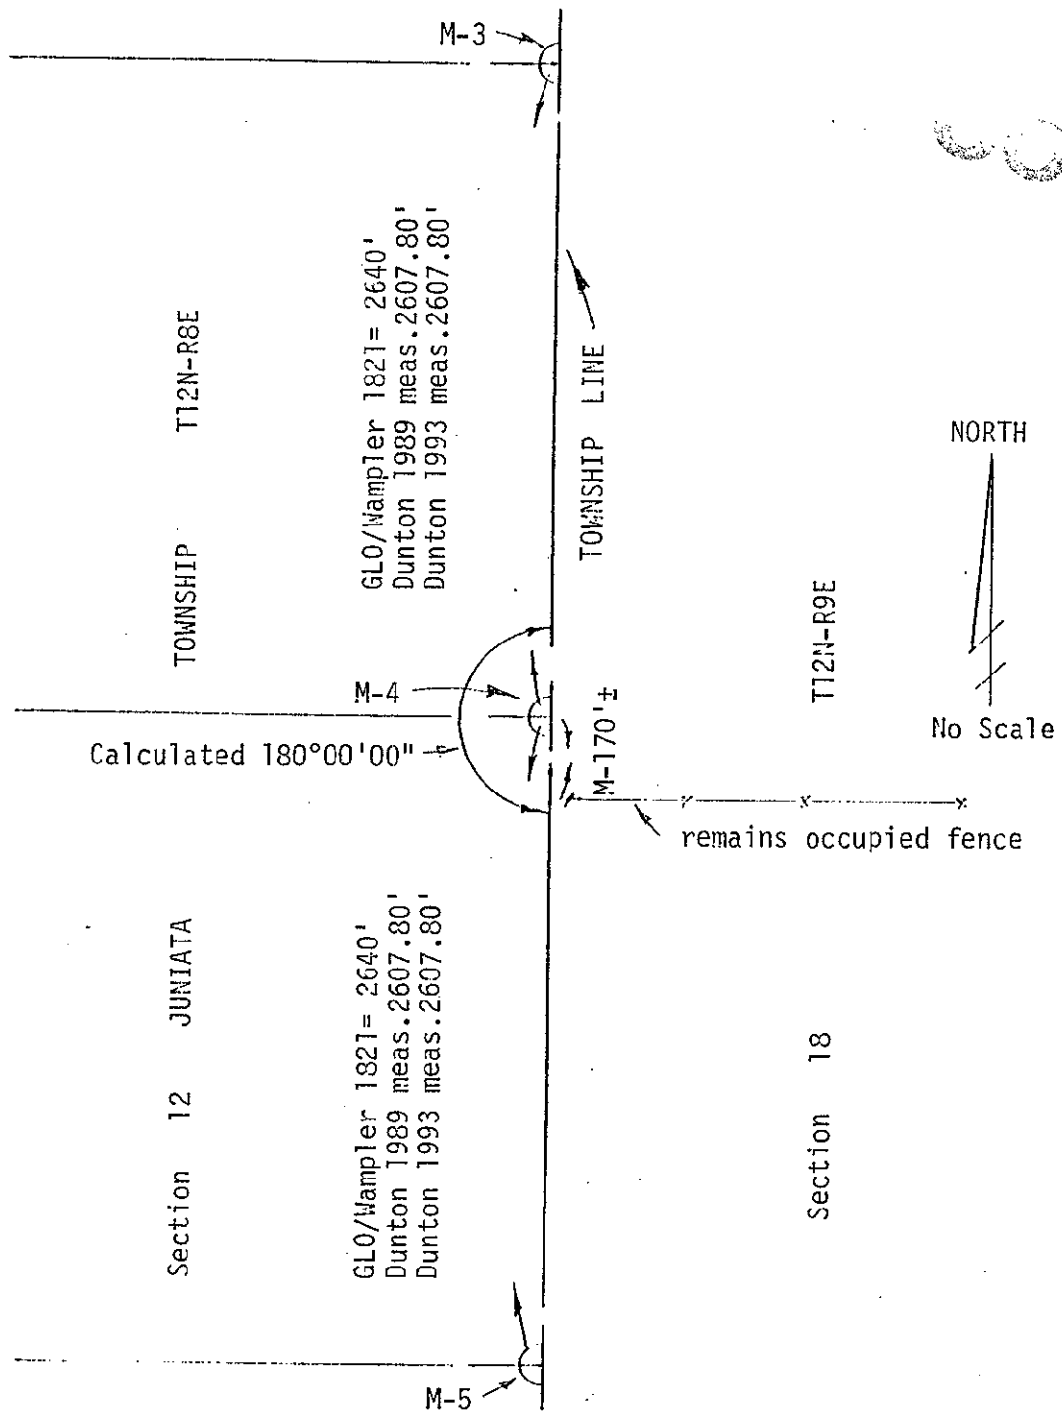 M-3
TOWNSHIP T12N-R8E
GLO/Wampler 1821= 2640'
Dunton 1989 meas.2607.80'
Dunton 1993 meas.2607.80'
TOWNSHIP LINE
NORTH
No Scale
M-4
Calculated 180°00'00"
M-170'±
T12N-R9E
remains occupied fence
Section 12 JUNIATA
GLO/Wampler 1821= 2640'
Dunton 1989 meas.2607.80'
Dunton 1993 meas.2607.80'
Section 18
M-5